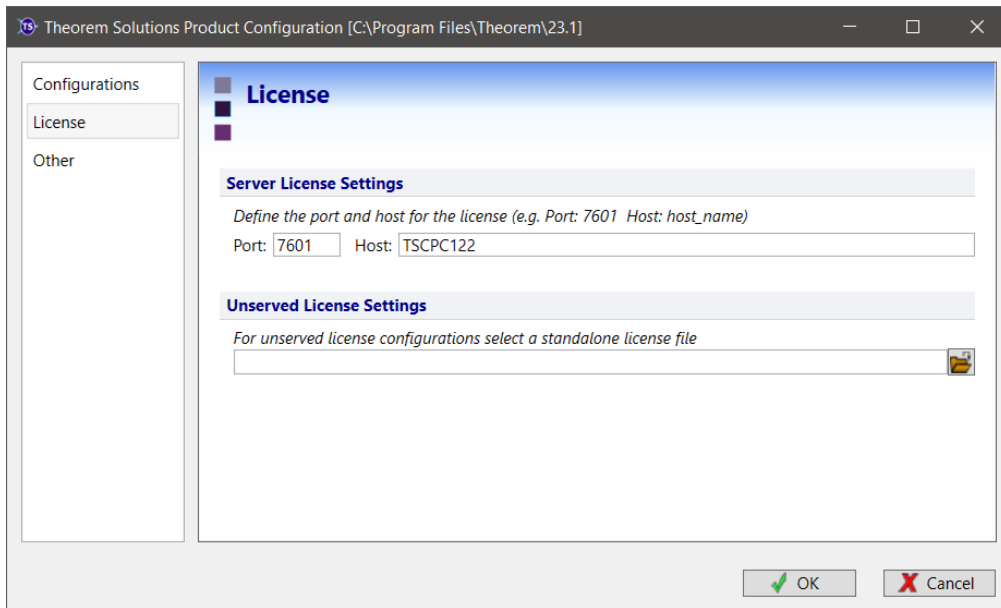 TS Theorem Solutions Product Configuration [C:\Program Files\Theorem\23.1]
Configurations
License
Other
License
Server License Settings
Define the port and host for the license (e.g. Port: 7601 Host: host_name)
Port: 7601 Host: TSCPC122
Unserved License Settings
For unserved license configurations select a standalone license file
OK Cancel